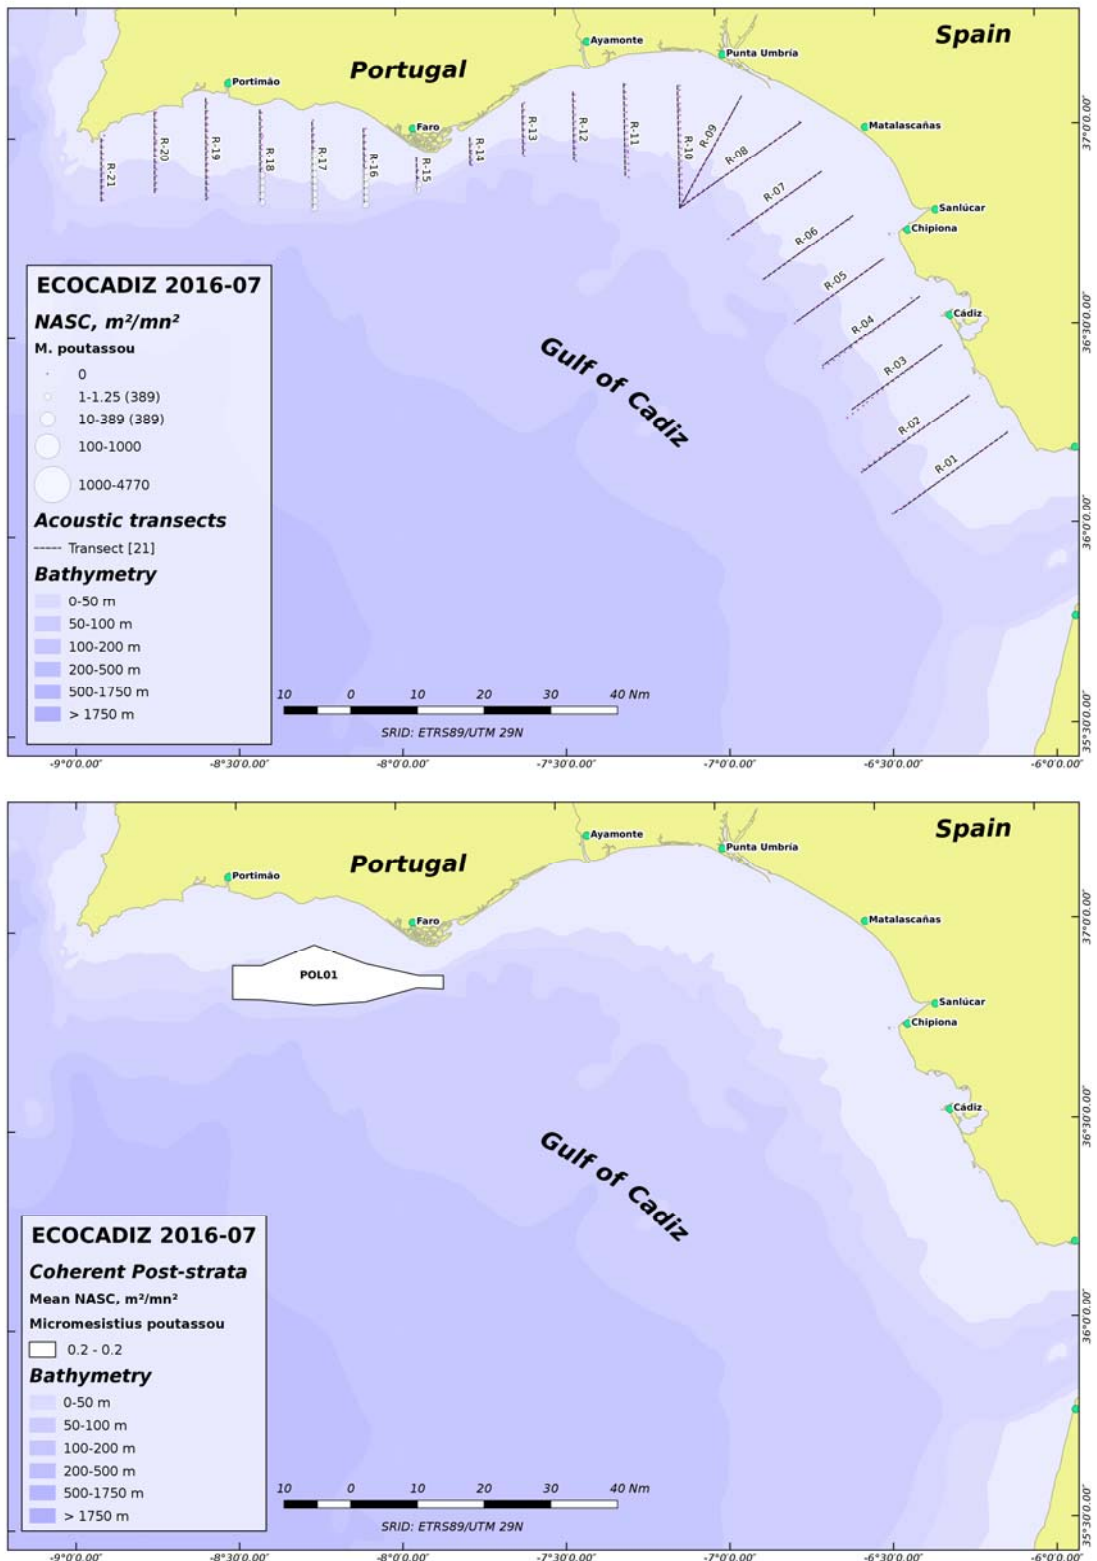 Spain
Ayamonte
Punta Umbría
Portugal
Portimão
Faro
Matalascañas
R-21
R-20
R-19
R-18
R-17
R-16
R-15
R-14
R-13
R-12
R-11
R-10
R-09
R-08
R-07
R-06
R-05
R-04
R-03
R-02
R-01
Sanlúcar
Chipiona
Cádiz
Gulf of Cadiz
ECOCADIZ 2016-07
NASC, m²/mn²
M. poutassou
0
1-1.25 (389)
10-389 (389)
100-1000
1000-4770
Acoustic transects
Transect [21]
Bathymetry
0-50 m
50-100 m
100-200 m
200-500 m
500-1750 m
> 1750 m
10 0 10 20 30 40 Nm
SRID: ETRS89/UTM 29N
37°0'0.00"
36°30'0.00"
36°0'0.00"
35°30'0.00"
-9°0'0.00" -8°30'0.00" -8°0'0.00" -7°30'0.00" -7°0'0.00" -6°30'0.00" -6°0'0.00"
Spain
Ayamonte
Punta Umbría
Portugal
Portimão
Faro
Matalascañas
POL01
Sanlúcar
Chipiona
Cádiz
Gulf of Cadiz
ECOCADIZ 2016-07
Coherent Post-strata
Mean NASC, m²/mn²
Micromesistius poutassou
0.2 - 0.2
Bathymetry
0-50 m
50-100 m
100-200 m
200-500 m
500-1750 m
> 1750 m
10 0 10 20 30 40 Nm
SRID: ETRS89/UTM 29N
37°0'0.00"
36°30'0.00"
36°0'0.00"
35°30'0.00"
-9°0'0.00" -8°30'0.00" -8°0'0.00" -7°30'0.00" -7°0'0.00" -6°30'0.00" -6°0'0.00"